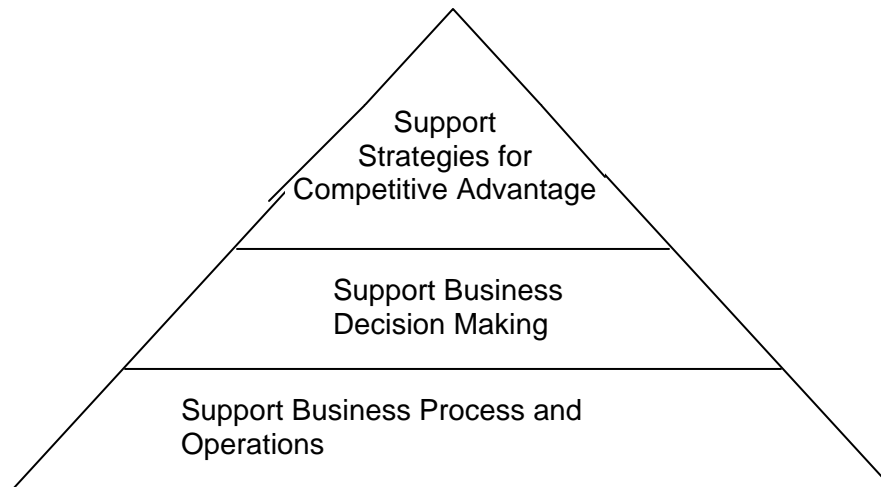 Support
Strategies for
Competitive Advantage
Support Business
Decision Making
Support Business Process and
Operations